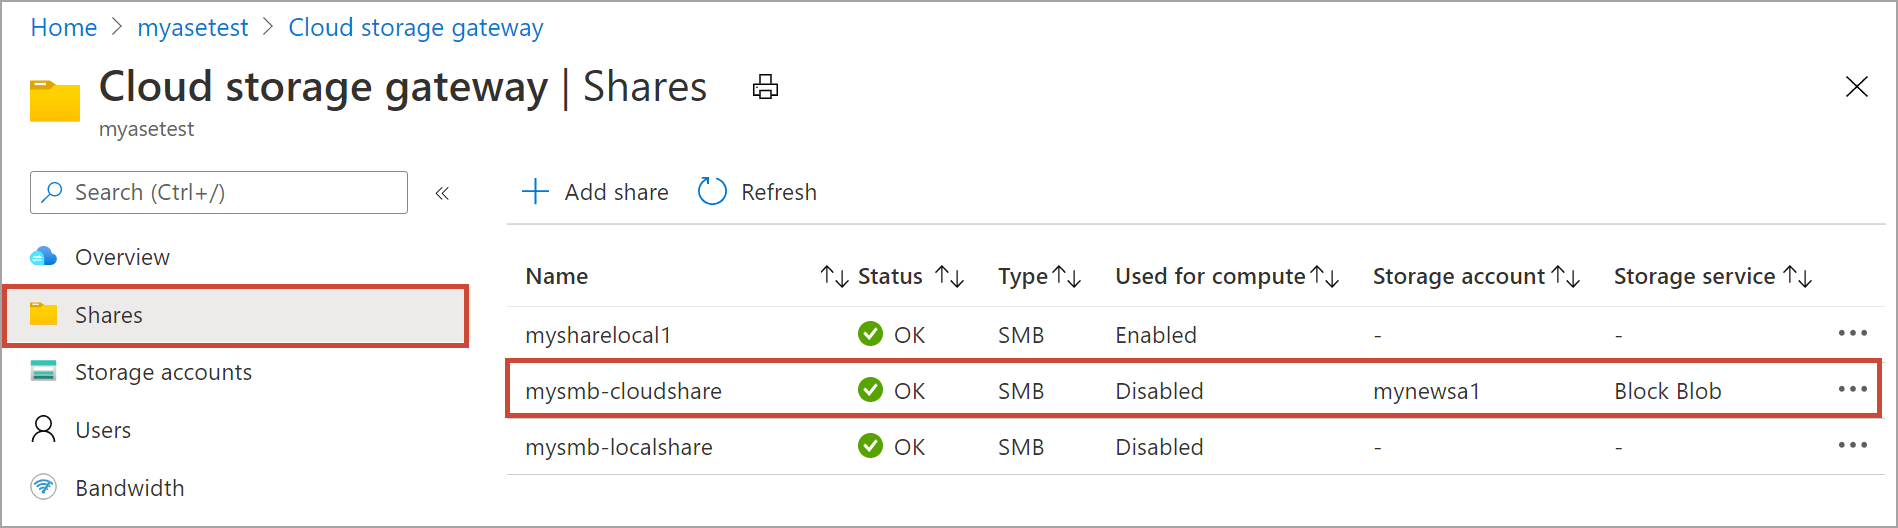 Home > myasetest > Cloud storage gateway
Cloud storage gateway | Shares
myasetest
Search (Ctrl+/) «
Add share Refresh
Overview
Shares
Storage accounts
Users
Bandwidth
Name ↑↓ Status ↑↓ Type ↑↓ Used for compute ↑↓ Storage account ↑↓ Storage service ↑↓
mysharelocal1 OK SMB Enabled - - •••
mysmb-cloudshare OK SMB Disabled mynewsa1 Block Blob •••
mysmb-localshare OK SMB Disabled - - •••